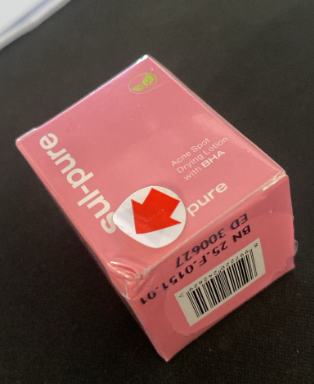 sul-pure
Acne Spot
Drying Lotion
with BHA
pure
BN 25.F.0151.01
ED 300627